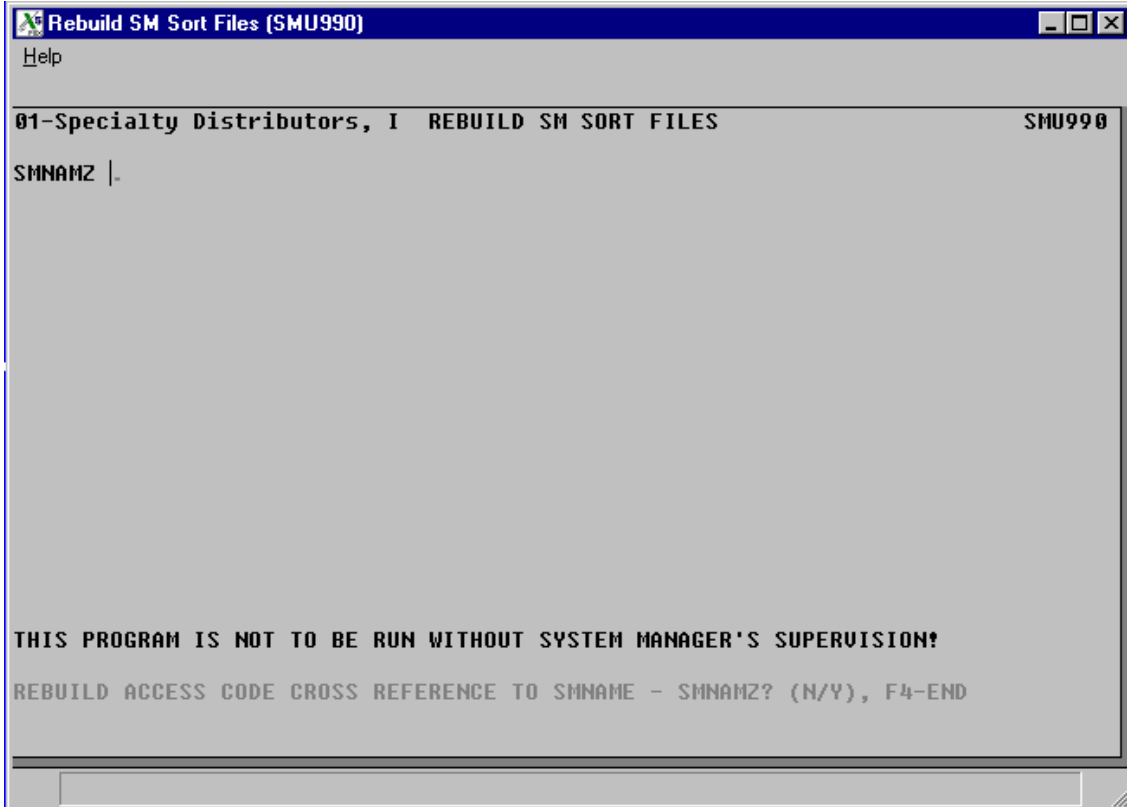 Rebuild SM Sort Files (SMU990)
Help
01-Specialty Distributors, I REBUILD SM SORT FILES SMU990
SMNAMZ .
THIS PROGRAM IS NOT TO BE RUN WITHOUT SYSTEM MANAGER'S SUPERVISION!
REBUILD ACCESS CODE CROSS REFERENCE TO SMNAME - SMNAMZ? (N/Y), F4-END